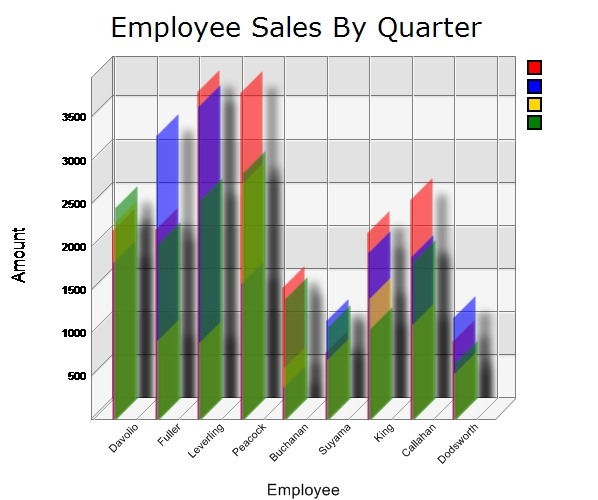 Employee Sales By Quarter
Amount
3500
3000
2500
2000
1500
1000
500
Davolio
Fuller
Leverling
Peacock
Buchanan
Suyama
King
Callahan
Dodsworth
Employee